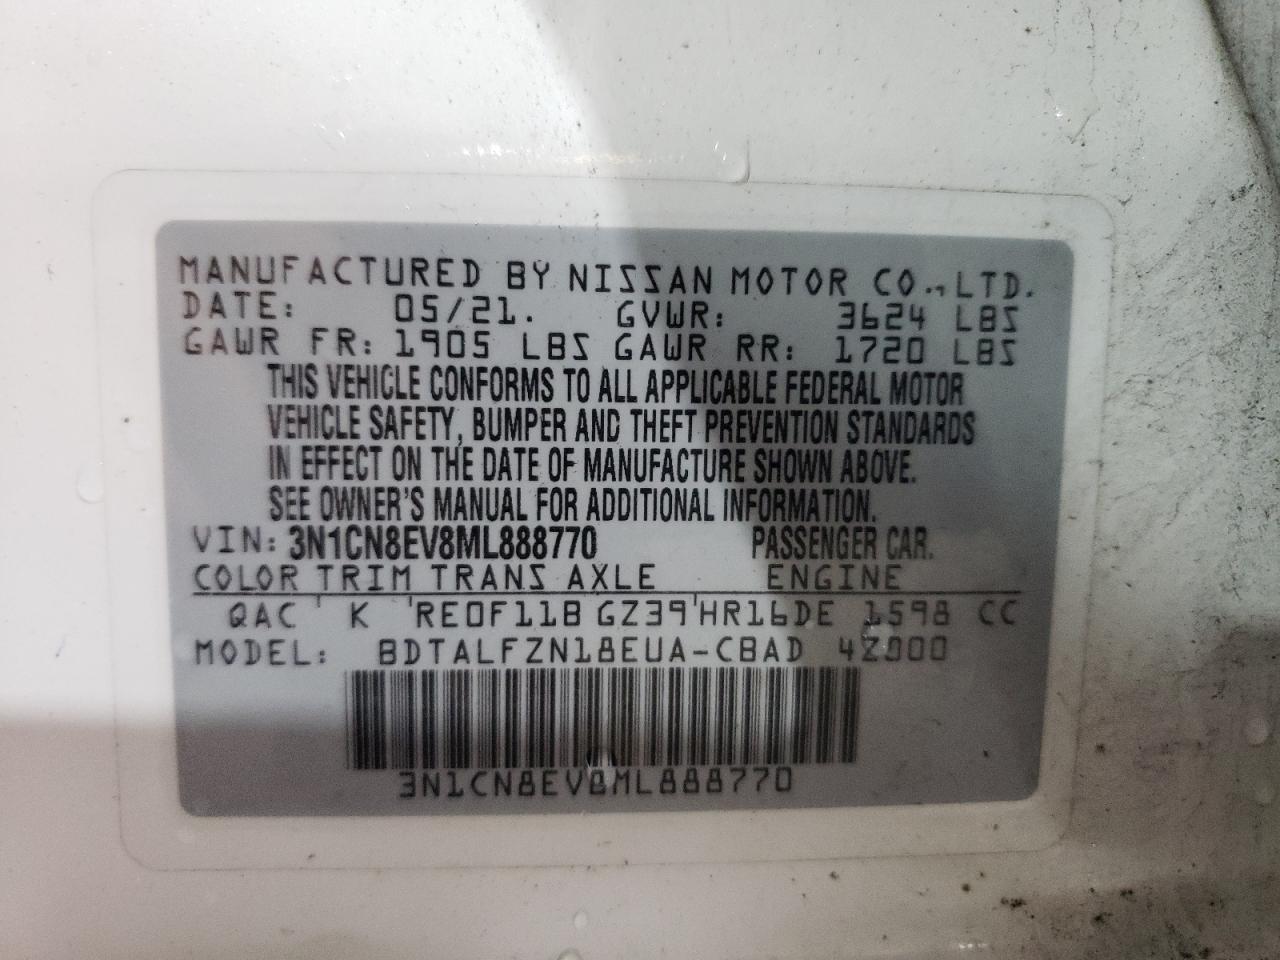 MANUFACTURED BY NISSAN MOTOR CO., LTD.
DATE: 05/21. GVWR: 3624 LBS
GAWR FR: 1905 LBS GAWR RR: 1720 LBS
THIS VEHICLE CONFORMS TO ALL APPLICABLE FEDERAL MOTOR
VEHICLE SAFETY, BUMPER AND THEFT PREVENTION STANDARDS
IN EFFECT ON THE DATE OF MANUFACTURE SHOWN ABOVE.
SEE OWNER'S MANUAL FOR ADDITIONAL INFORMATION.
VIN: 3N1CN8EV8ML888770 PASSENGER CAR.
COLOR TRIM TRANS AXLE ENGINE
QAC K RE0F11B GZ39 HR16DE 1598 CC
MODEL: BDTALFZN18EUA-CBAD 4Z000
3N1CN8EV8ML888770